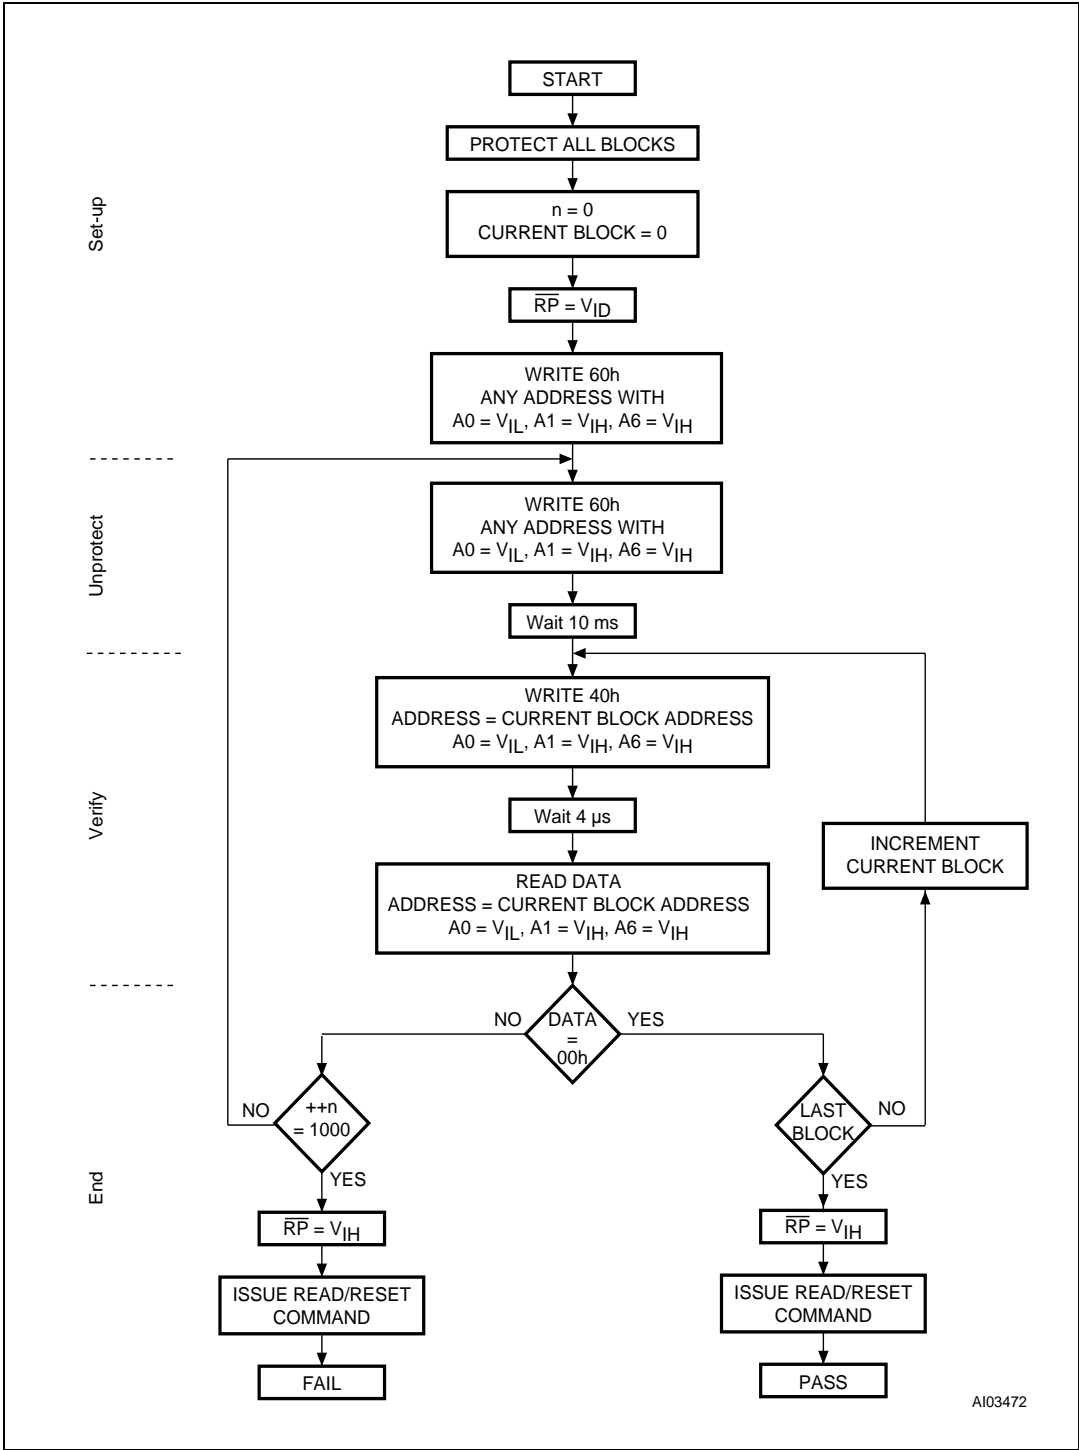 START
PROTECT ALL BLOCKS
n = 0
CURRENT BLOCK = 0
Set-up
RP = VID
WRITE 60h
ANY ADDRESS WITH
A0 = VIL, A1 = VIH, A6 = VIH
Unprotect
WRITE 60h
ANY ADDRESS WITH
A0 = VIL, A1 = VIH, A6 = VIH
Wait 10 ms
Verify
WRITE 40h
ADDRESS = CURRENT BLOCK ADDRESS
A0 = VIL, A1 = VIH, A6 = VIH
Wait 4 µs
INCREMENT
CURRENT BLOCK
READ DATA
ADDRESS = CURRENT BLOCK ADDRESS
A0 = VIL, A1 = VIH, A6 = VIH
NO
DATA
=
00h
YES
End
NO
++n
= 1000
YES
LAST
BLOCK
NO
YES
RP = VIH
RP = VIH
ISSUE READ/RESET
COMMAND
ISSUE READ/RESET
COMMAND
FAIL
PASS
AI03472